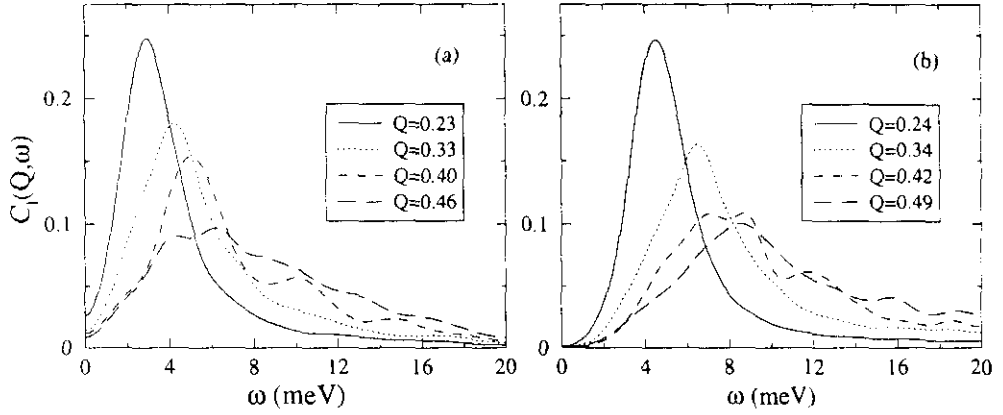 (a)
C_l(Q,ω)
0.2
0.1
0
Q=0.23
Q=0.33
Q=0.40
Q=0.46
0 4 8 12 16 20
ω (meV)
(b)
0.2
0.1
0
Q=0.24
Q=0.34
Q=0.42
Q=0.49
0 4 8 12 16 20
ω (meV)